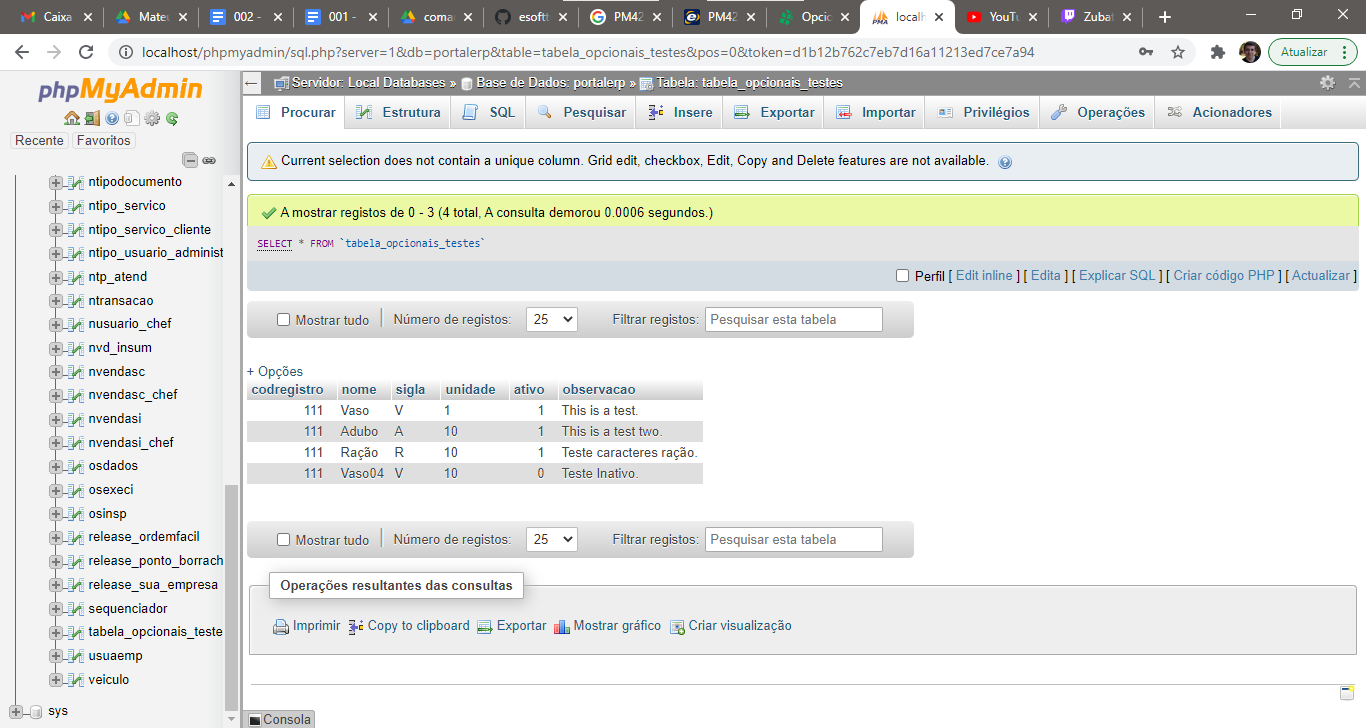 Caixa
Mateu
002 -
001 -
comar
esoftt
PM42
PM42
Opcio
localh
YouTu
Zubat
localhost/phpmyadmin/sql.php?server=1&db=portalerp&table=tabela_opcionais_testes&pos=0&token=d1b12b762c7eb7d16a11213ed7ce7a94
Atualizar
phpMyAdmin
Recente Favoritos
ntipodocumento
ntipo_servico
ntipo_servico_cliente
ntipo_usuario_administ
ntp_atend
ntransacao
nusuario_chef
nvd_insum
nvendasc
nvendasc_chef
nvendasi
nvendasi_chef
osdados
osexeci
osinsp
release_ordemfacil
release_ponto_borrach
release_sua_empresa
sequenciador
tabela_opcionais_teste
usuaemp
veiculo
sys
Servidor: Local Databases » Base de Dados: portalerp » Tabela: tabela_opcionais_testes
Procurar Estrutura SQL Pesquisar Insere Exportar Importar Privilégios Operações Acionadores
Current selection does not contain a unique column. Grid edit, checkbox, Edit, Copy and Delete features are not available.
A mostrar registos de 0 - 3 (4 total, A consulta demorou 0.0006 segundos.)
SELECT * FROM `tabela_opcionais_testes`
Perfil [ Edit inline ] [ Edita ] [ Explicar SQL ] [ Criar código PHP ] [ Actualizar ]
Mostrar tudo Número de registos: 25 Filtrar registos: Pesquisar esta tabela
+ Opções
codregistro nome sigla unidade ativo observacao
111 Vaso V 1 1 This is a test.
111 Adubo A 10 1 This is a test two.
111 Ração R 10 1 Teste caracteres ração.
111 Vaso04 V 10 0 Teste Inativo.
Mostrar tudo Número de registos: 25 Filtrar registos: Pesquisar esta tabela
Operações resultantes das consultas
Imprimir Copy to clipboard Exportar Mostrar gráfico Criar visualização
Consola